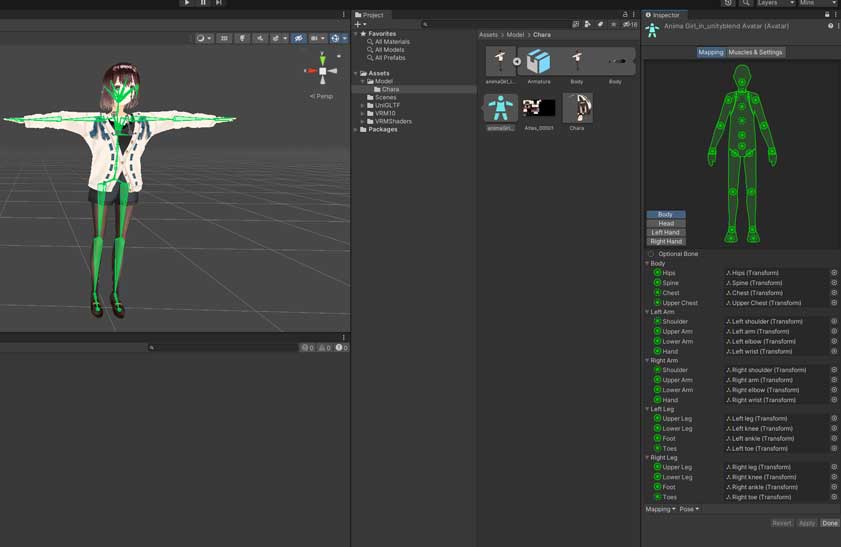 Layers
Mins
Project
Inspector
16
Favorites
All Materials
All Models
All Prefabs
Assets
Model
Chara
Scenes
UniGLTF
VRM10
VRMShaders
Packages
Assets > Model > Chara
animaGirl_i...
Armature
Body
Body
animaGirl...
Atlas_00001
Chara
y
x
< Persp
0
0
0
Anima Girl_in_unityblend Avatar (Avatar)
Mapping
Muscles & Settings
Body
Head
Left Hand
Right Hand
Optional Bone
Body
Hips
Hips (Transform)
Spine
Spine (Transform)
Chest
Chest (Transform)
Upper Chest
Upper Chest (Transform)
Left Arm
Shoulder
Left shoulder (Transform)
Upper Arm
Left arm (Transform)
Lower Arm
Left elbow (Transform)
Hand
Left wrist (Transform)
Right Arm
Shoulder
Right shoulder (Transform)
Upper Arm
Right arm (Transform)
Lower Arm
Right elbow (Transform)
Hand
Right wrist (Transform)
Left Leg
Upper Leg
Left leg (Transform)
Lower Leg
Left knee (Transform)
Foot
Left ankle (Transform)
Toes
Left toe (Transform)
Right Leg
Upper Leg
Right leg (Transform)
Lower Leg
Right knee (Transform)
Foot
Right ankle (Transform)
Toes
Right toe (Transform)
Mapping
Pose
Revert
Apply
Done